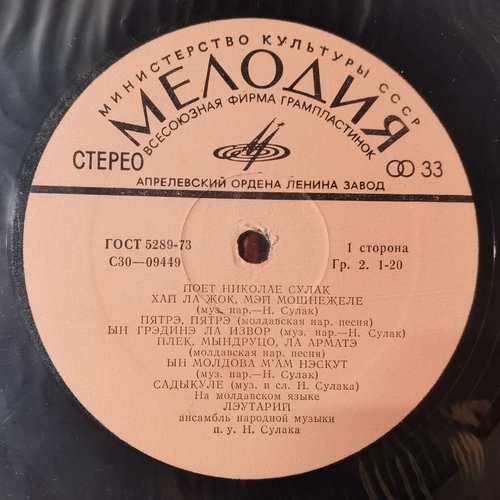 МИНИСТЕРСТВО КУЛЬТУРЫ СССР
МЕЛОДИЯ
ВСЕСОЮЗНАЯ ФИРМА ГРАМПЛАСТИНОК
СТЕРЕО
33
АПРЕЛЕВСКИЙ ОРДЕНА ЛЕНИНА ЗАВОД
ГОСТ 5289-73
1 сторона
С30—09449
Гр. 2. 1-20
ПОЕТ НИКОЛАЕ СУЛАК
ХАЙ ЛА ЖОК, МЭЙ МОШНЕЖЕЛЕ
(муз. нар.—Н. Сулак)
ПЯТРЭ, ПЯТРЭ (молдавская нар. песня)
ЫН ГРЭДИНЭ ЛА ИЗВОР (муз. нар.—Н. Сулак)
ПЛЕК, МЫНДРУЦО, ЛА АРМАТЭ
(молдавская нар. песня)
ЫН МОЛДОВА М'АМ НЭСКУТ
(муз. нар.—Н. Сулак)
САДЫКУЛЕ (муз. и сл. Н. Сулака)
На молдавском языке
ЛЭУТАРИЙ
ансамбль народной музыки
п. у. Н. Сулака